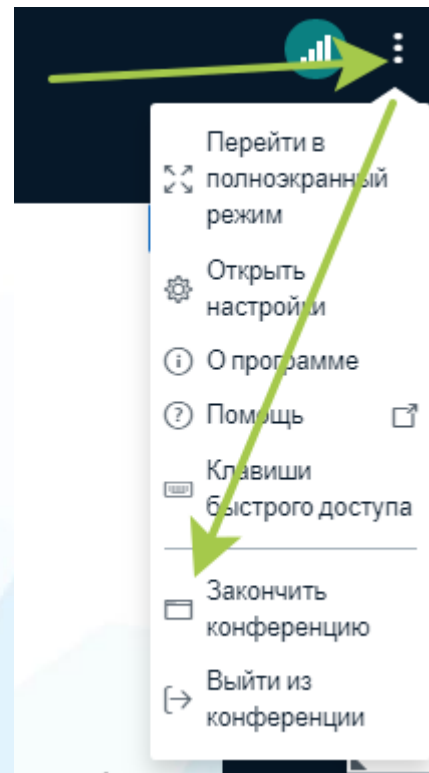 Перейти в
полноэкранный
режим
Открыть
настройки
О программе
Помощь
Клавиши
быстрого доступа
Закончить
конференцию
Выйти из
конференции